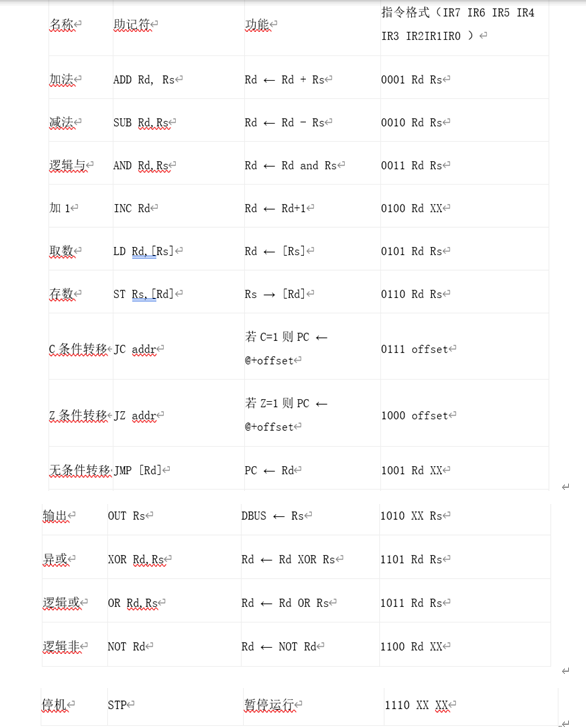 名称 助记符 功能 指令格式（IR7 IR6 IR5 IR4 IR3 IR2IR1IR0 ）
加法 ADD Rd, Rs Rd ← Rd + Rs 0001 Rd Rs
减法 SUB Rd,Rs Rd ← Rd − Rs 0010 Rd Rs
逻辑与 AND Rd,Rs Rd ← Rd and Rs 0011 Rd Rs
加 1 INC Rd Rd ← Rd+1 0100 Rd XX
取数 LD Rd,[Rs] Rd ← [Rs] 0101 Rd Rs
存数 ST Rs,[Rd] Rs → [Rd] 0110 Rd Rs
C 条件转移 JC addr 若 C=1 则 PC ← @+offset 0111 offset
Z 条件转移 JZ addr 若 Z=1 则 PC ← @+offset 1000 offset
无条件转移 JMP [Rd] PC ← Rd 1001 Rd XX
输出 OUT Rs DBUS ← Rs 1010 XX Rs
异或 XOR Rd,Rs Rd ← Rd XOR Rs 1101 Rd Rs
逻辑或 OR Rd,Rs Rd ← Rd OR Rs 1011 Rd Rs
逻辑非 NOT Rd Rd ← NOT Rd 1100 Rd XX
停机 STP 暂停运行 1110 XX XX